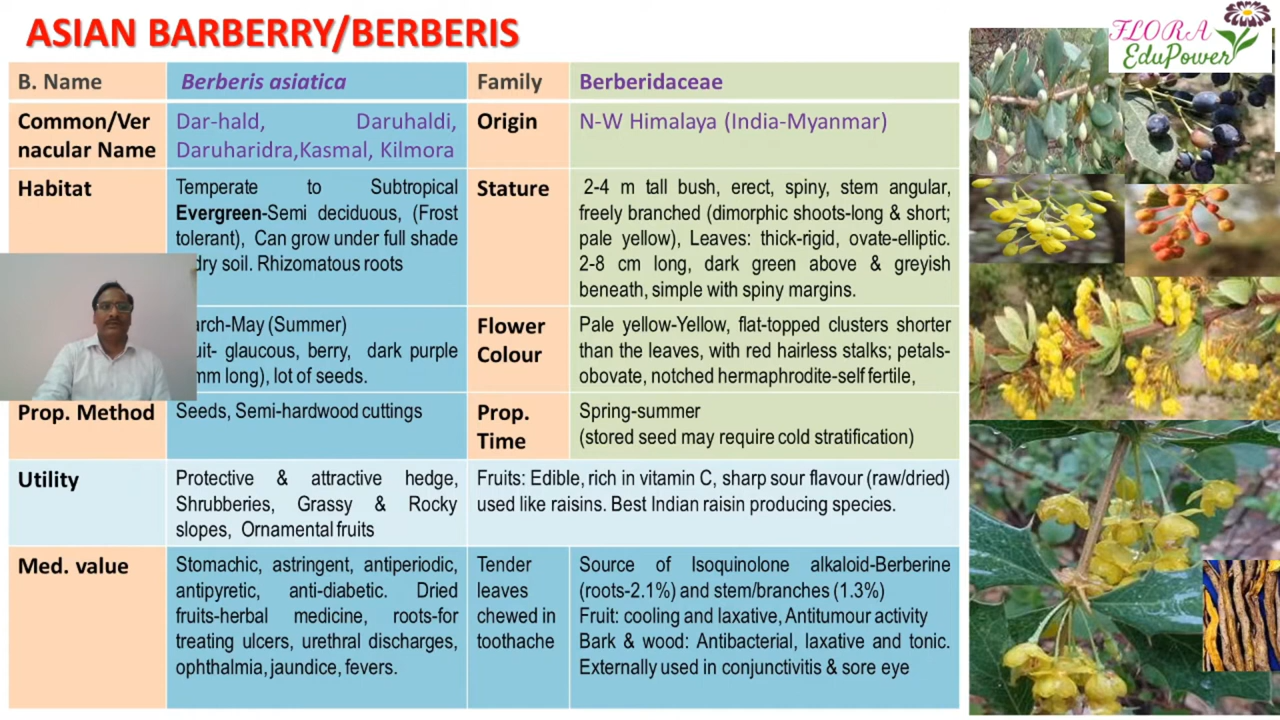 ASIAN BARBERRY/BERBERIS
FLORA
EduPower
B. Name
Berberis asiatica
Family
Berberidaceae
Common/Ver
nacular Name
Dar-hald, Daruhaldi,
Daruharidra,Kasmal, Kilmora
Origin
N-W Himalaya (India-Myanmar)
Habitat
Temperate to Subtropical
Evergreen-Semi deciduous, (Frost
tolerant), Can grow under full shade
dry soil. Rhizomatous roots
Stature
2-4 m tall bush, erect, spiny, stem angular,
freely branched (dimorphic shoots-long & short;
pale yellow), Leaves: thick-rigid, ovate-elliptic.
2-8 cm long, dark green above & greyish
beneath, simple with spiny margins.
(Summer)
glaucous, berry, dark purple
long), lot of seeds.
Flower
Colour
Pale yellow-Yellow, flat-topped clusters shorter
than the leaves, with red hairless stalks; petals-
obovate, notched hermaphrodite-self fertile,
Prop. Method
Seeds, Semi-hardwood cuttings
Prop.
Time
Spring-summer
(stored seed may require cold stratification)
Utility
Protective & attractive hedge,
Shrubberies, Grassy & Rocky
slopes, Ornamental fruits
Fruits: Edible, rich in vitamin C, sharp sour flavour (raw/dried)
used like raisins. Best Indian raisin producing species.
Med. value
Stomachic, astringent, antiperiodic,
antipyretic, anti-diabetic. Dried
fruits-herbal medicine, roots-for
treating ulcers, urethral discharges,
ophthalmia, jaundice, fevers.
Tender
leaves
chewed in
toothache
Source of Isoquinolone alkaloid-Berberine
(roots-2.1%) and stem/branches (1.3%)
Fruit: cooling and laxative, Antitumour activity
Bark & wood: Antibacterial, laxative and tonic.
Externally used in conjunctivitis & sore eye